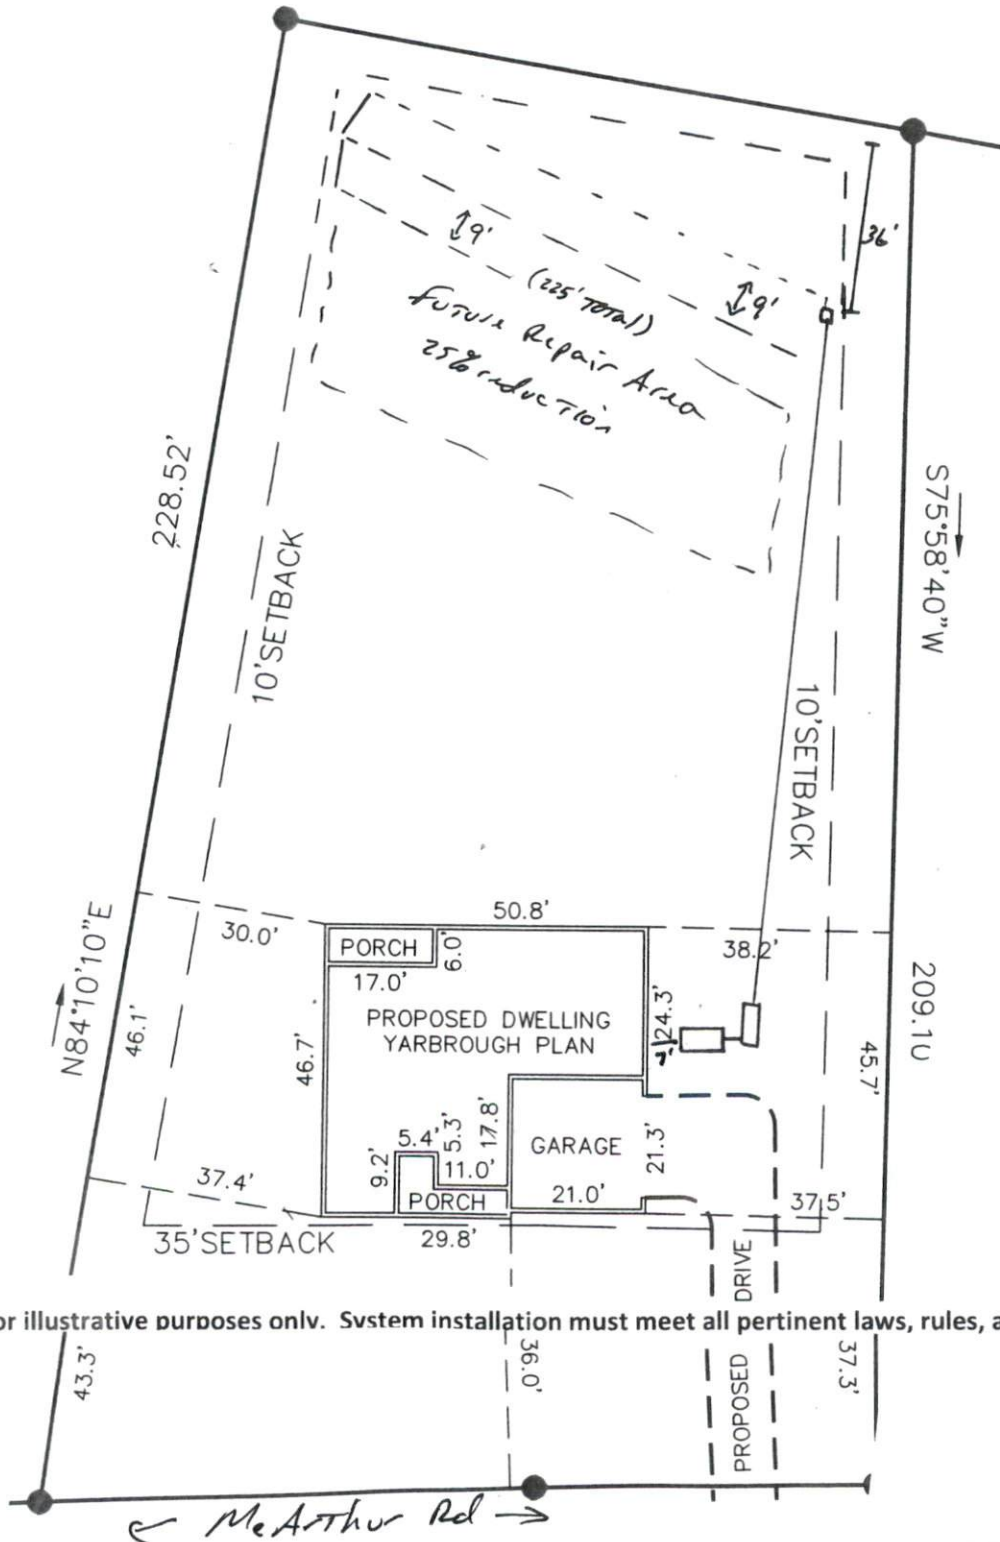 36'
9'
9'
(225' Total)
Future Repair Area
25% reduction
228.52'
S75°58'40"W
10'SETBACK
10'SETBACK
50.8'
30.0'
PORCH
6.0'
38.2'
17.0'
N84°10'10"E
46.1'
46.7'
PROPOSED DWELLING
YARBROUGH PLAN
24.3'
7'
209.10
45.7'
5.4'
5.3'
17.8'
9.2'
11.0'
GARAGE
21.3'
37.4'
PORCH
21.0'
37.5'
35'SETBACK
29.8'
PROPOSED DRIVE
or illustrative purposes only. System installation must meet all pertinent laws, rules, a
43.3'
36.0'
37.3'
McArthur Rd